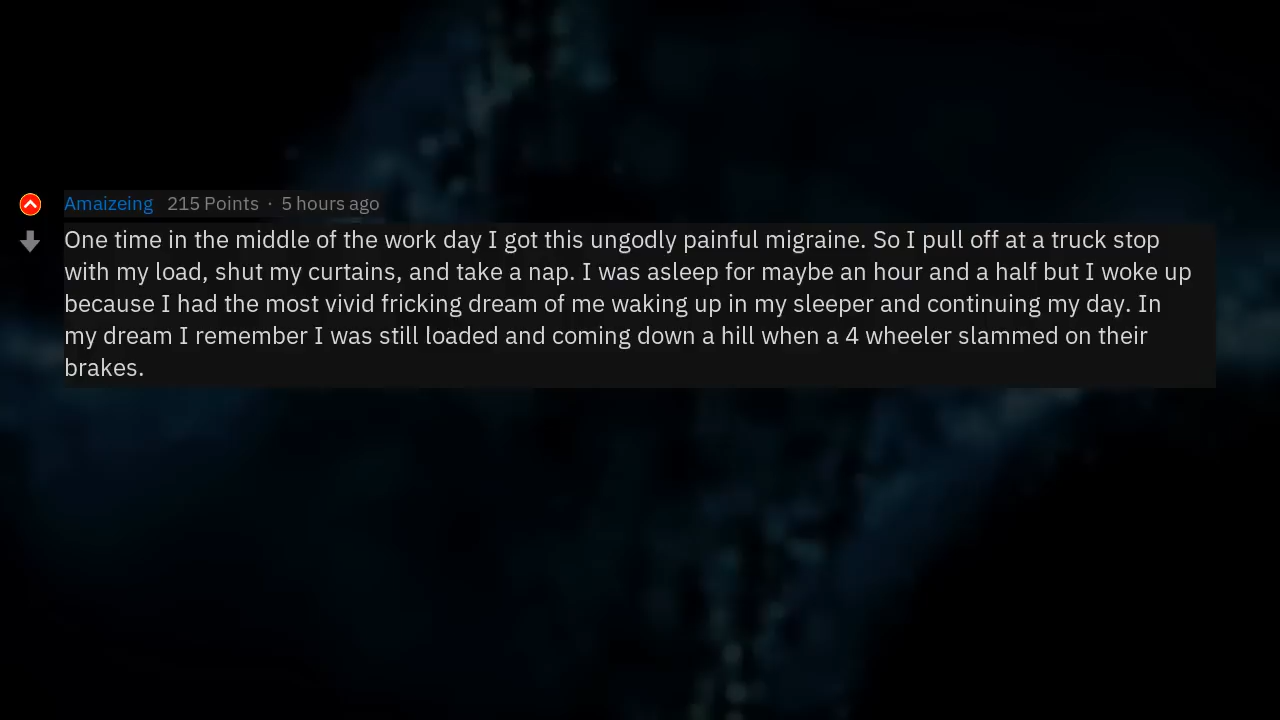 Amaizeing 215 Points · 5 hours ago
One time in the middle of the work day I got this ungodly painful migraine. So I pull off at a truck stop
with my load, shut my curtains, and take a nap. I was asleep for maybe an hour and a half but I woke up
because I had the most vivid fricking dream of me waking up in my sleeper and continuing my day. In
my dream I remember I was still loaded and coming down a hill when a 4 wheeler slammed on their
brakes.